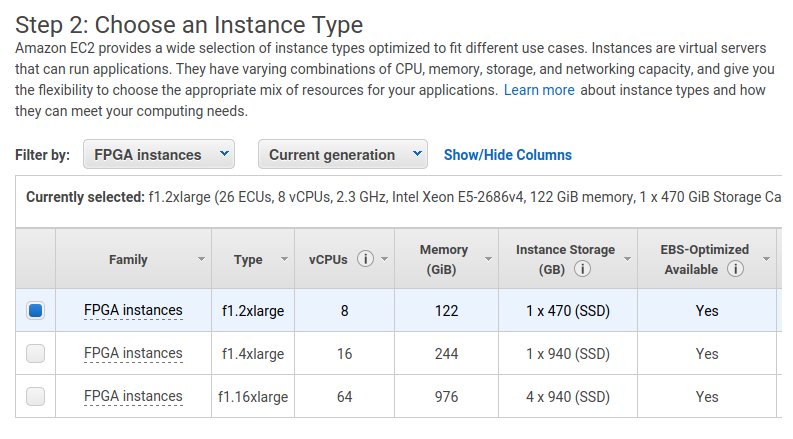 Step 2: Choose an Instance Type
Amazon EC2 provides a wide selection of instance types optimized to fit different use cases. Instances are virtual servers
that can run applications. They have varying combinations of CPU, memory, storage, and networking capacity, and give you
the flexibility to choose the appropriate mix of resources for your applications. Learn more about instance types and how
they can meet your computing needs.
Filter by: FPGA instances Current generation Show/Hide Columns
Currently selected: f1.2xlarge (26 ECUs, 8 vCPUs, 2.3 GHz, Intel Xeon E5-2686v4, 122 GiB memory, 1 x 470 GiB Storage Ca
Family Type vCPUs Memory (GiB) Instance Storage (GB) EBS-Optimized Available
FPGA instances f1.2xlarge 8 122 1 x 470 (SSD) Yes
FPGA instances f1.4xlarge 16 244 1 x 940 (SSD) Yes
FPGA instances f1.16xlarge 64 976 4 x 940 (SSD) Yes